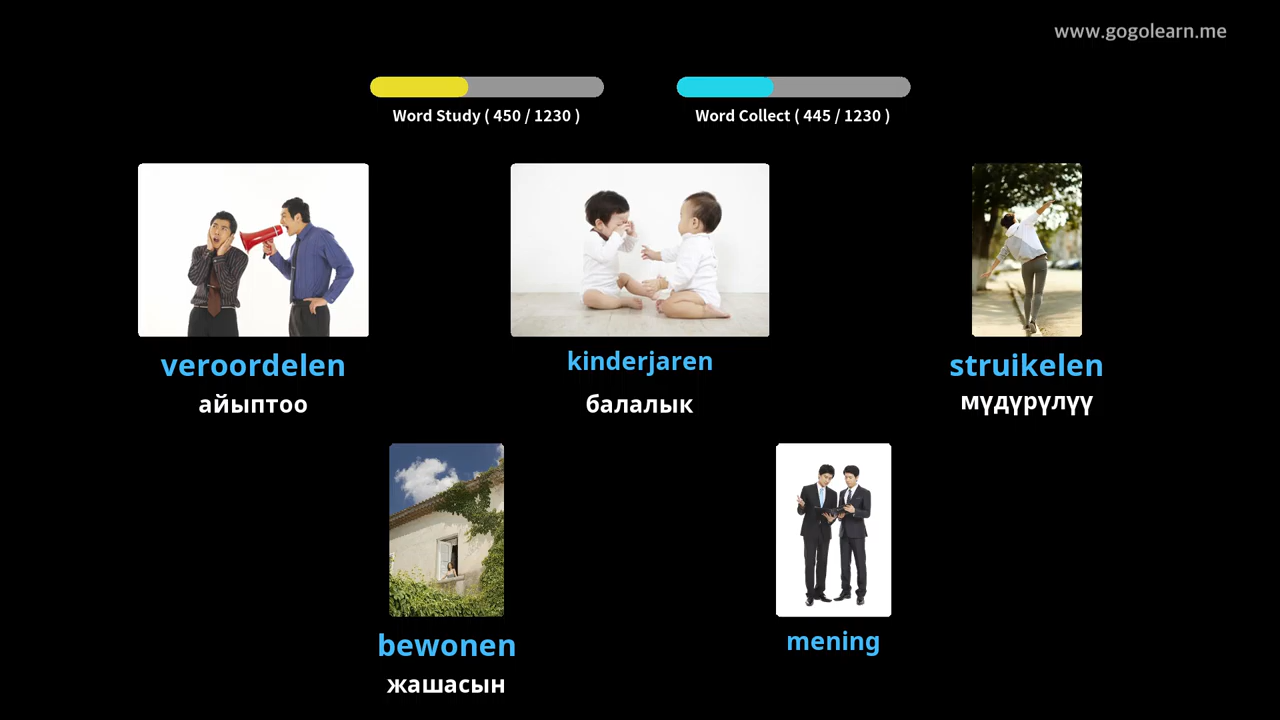 www.gogolearn.me
Word Study ( 450 / 1230 )
Word Collect ( 445 / 1230 )
veroordelen
айыптоо
kinderjaren
балалык
struikelen
мүдүрүлүү
bewonen
жашасын
mening